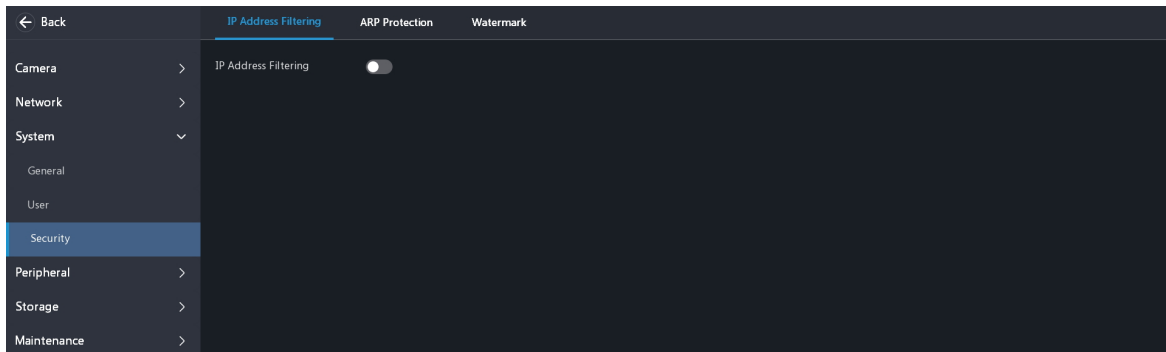 Back
IP Address Filtering ARP Protection Watermark
Camera
Network
System
General
User
Security
Peripheral
Storage
Maintenance
IP Address Filtering